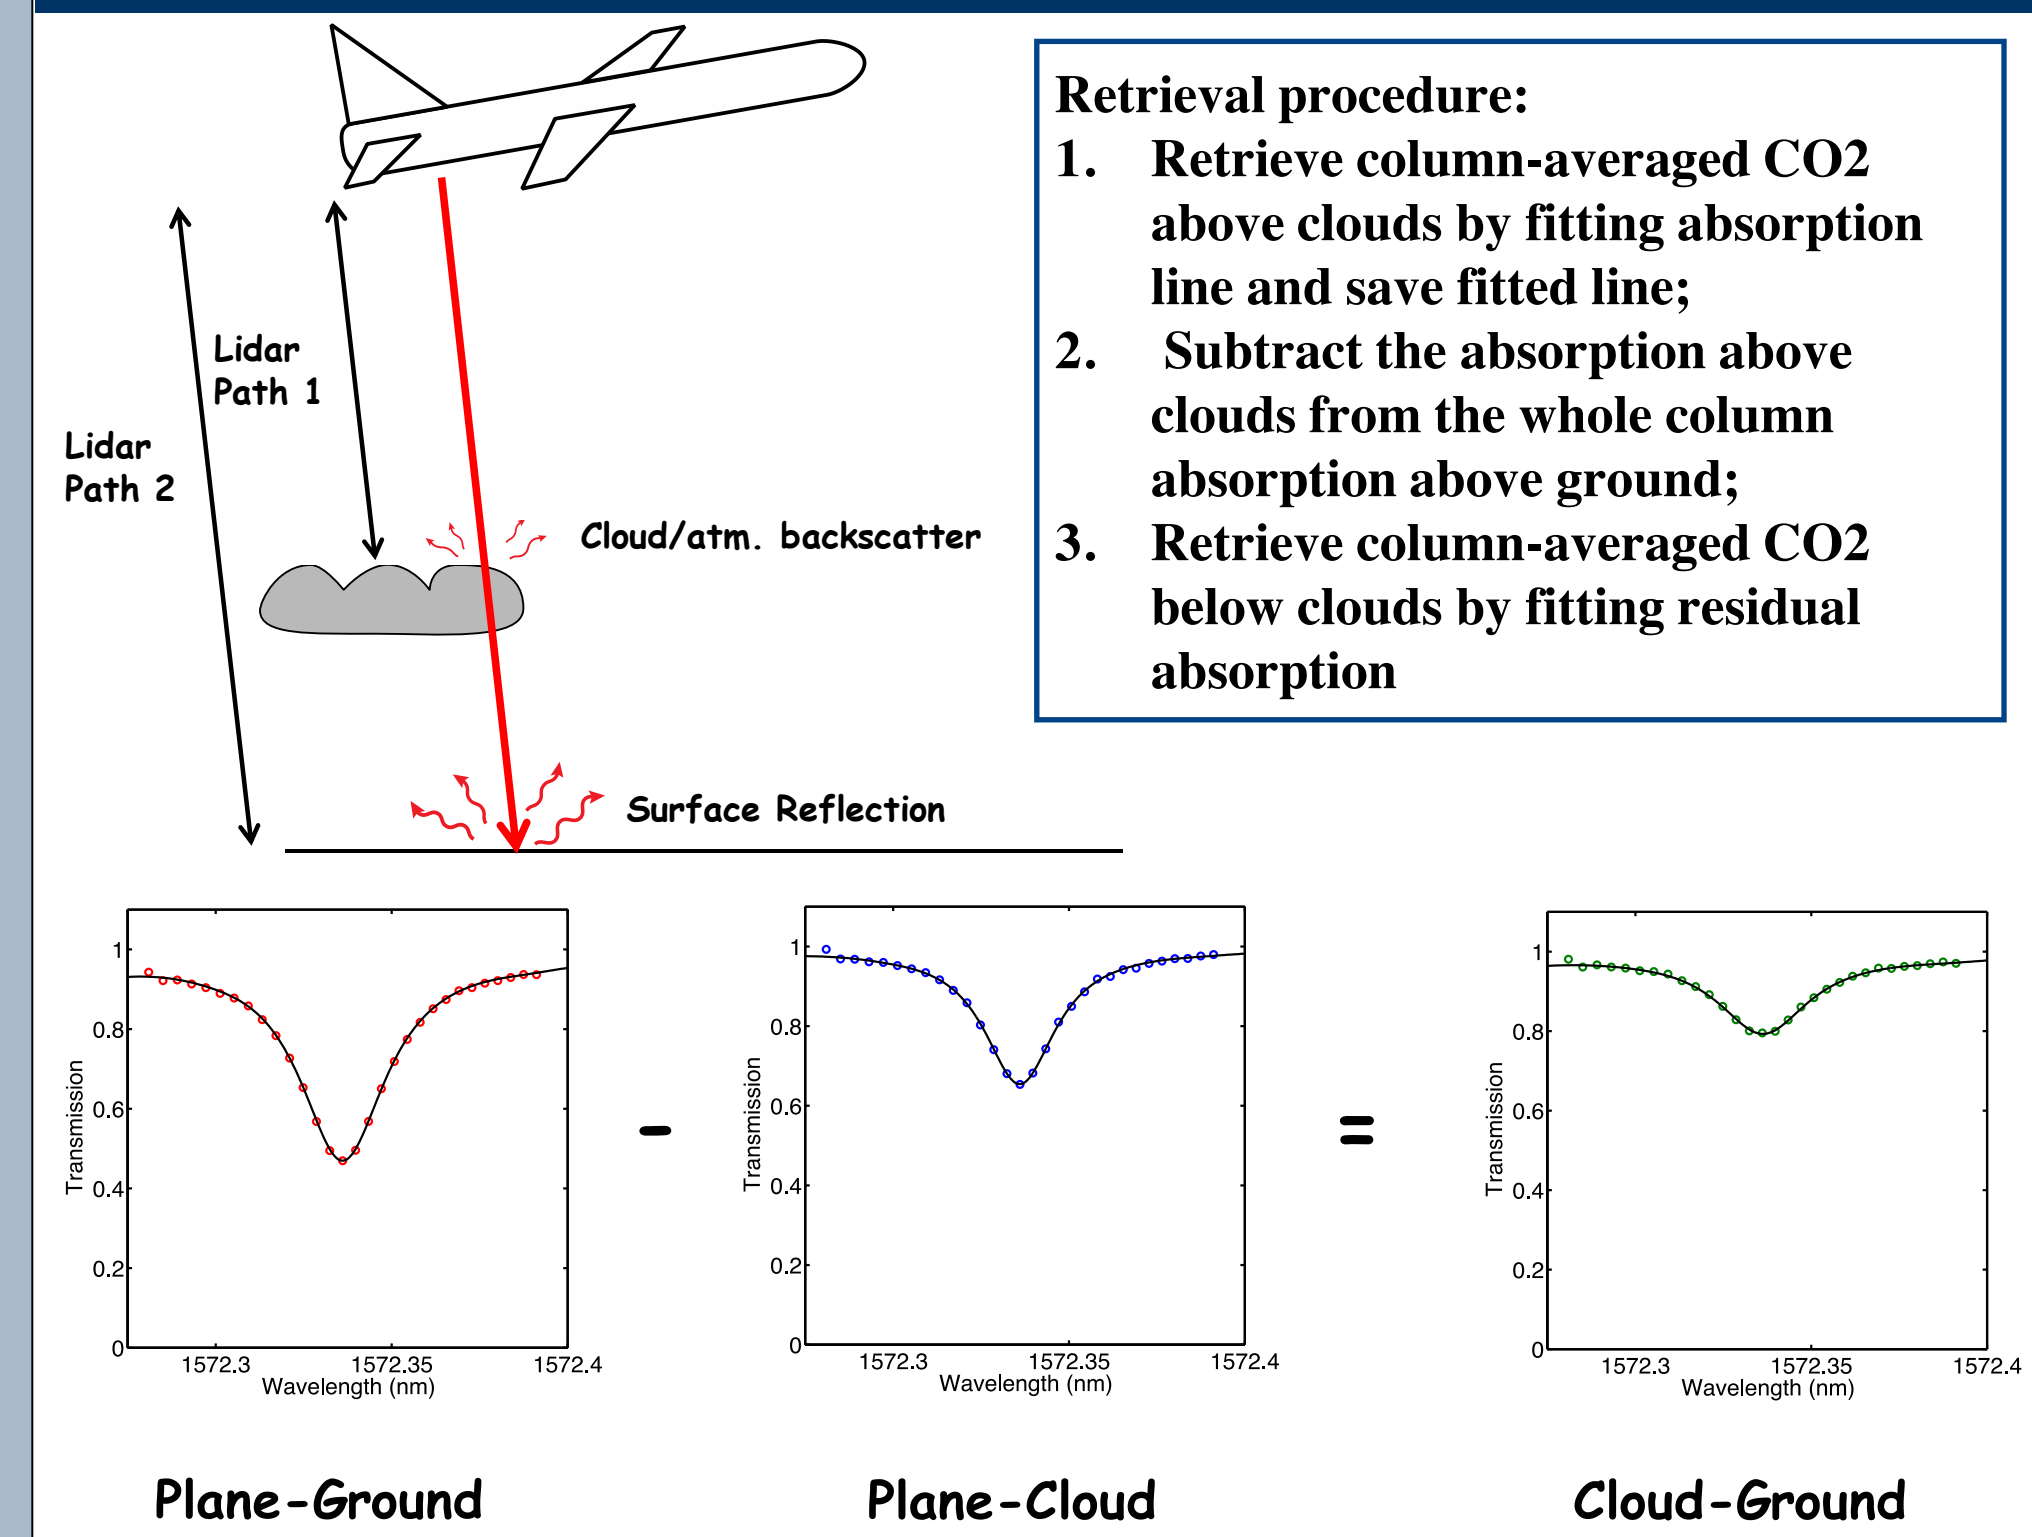 Retrieval procedure:
1. Retrieve column-averaged CO2
above clouds by fitting absorption
line and save fitted line;
2. Subtract the absorption above
clouds from the whole column
absorption above ground;
3. Retrieve column-averaged CO2
below clouds by fitting residual
absorption
Lidar
Path 1
Lidar
Path 2
Cloud/atm. backscatter
Surface Reflection
1
0.8
0.6
0.4
0.2
0
Transmission
1572.3 1572.35 1572.4
Wavelength (nm)
-
1
0.8
0.6
0.4
0.2
0
Transmission
1572.3 1572.35 1572.4
Wavelength (nm)
=
1
0.8
0.6
0.4
0.2
0
Transmission
1572.3 1572.35 1572.4
Wavelength (nm)
Plane-Ground
Plane-Cloud
Cloud-Ground